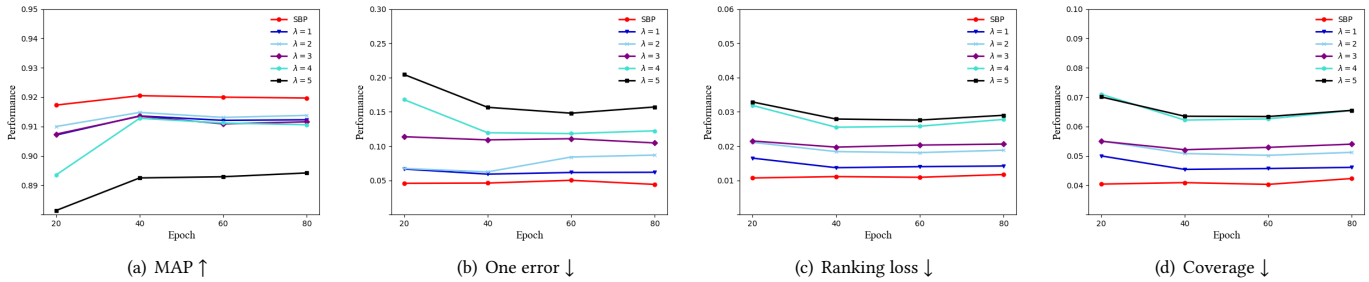 0.95
0.94
0.93
0.92
0.91
0.90
0.89
Performance
20
40
60
80
Epoch
SBP
λ = 1
λ = 2
λ = 3
λ = 4
λ = 5
(a) MAP ↑
0.30
0.25
0.20
0.15
0.10
0.05
Performance
20
40
60
80
Epoch
SBP
λ = 1
λ = 2
λ = 3
λ = 4
λ = 5
(b) One error ↓
0.06
0.05
0.04
0.03
0.02
0.01
Performance
20
40
60
80
Epoch
SBP
λ = 1
λ = 2
λ = 3
λ = 4
λ = 5
(c) Ranking loss ↓
0.10
0.09
0.08
0.07
0.06
0.05
0.04
Performance
20
40
60
80
Epoch
SBP
λ = 1
λ = 2
λ = 3
λ = 4
λ = 5
(d) Coverage ↓